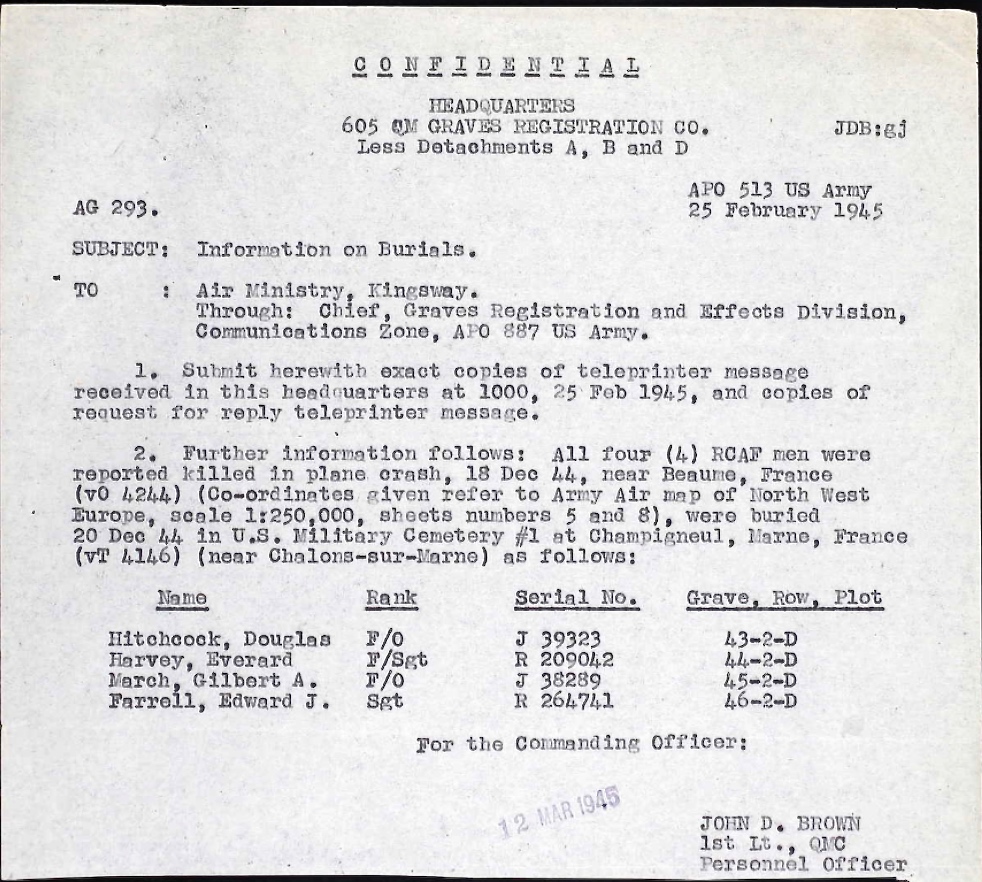 CONFIDENTIAL
HEADQUARTERS
605 QM GRAVES REGISTRATION CO. JDB:gj
Less Detachments A, B and D
APO 513 US Army
AG 293. 25 February 1945
SUBJECT: Information on Burials.
TO : Air Ministry, Kingsway.
Through: Chief, Graves Registration and Effects Division,
Communications Zone, APO 887 US Army.
1. Submit herewith exact copies of teleprinter message
received in this headquarters at 1000, 25 Feb 1945, and copies of
request for reply teleprinter message.
2. Further information follows: All four (4) RCAF men were
reported killed in plane crash, 18 Dec 44, near Beaume, France
(vO 4244) (Co-ordinates given refer to Army Air map of North West
Europe, scale 1:250,000, sheets numbers 5 and 8), were buried
20 Dec 44 in U.S. Military Cemetery #1 at Champigneul, Marne, France
(vT 4146) (near Chalons-sur-Marne) as follows:
Name Rank Serial No. Grave, Row, Plot
Hitchcock, Douglas F/O J 39323 43-2-D
Harvey, Everard F/Sgt R 209042 44-2-D
March, Gilbert A. F/O J 38289 45-2-D
Farrell, Edward J. Sgt R 264741 46-2-D
For the Commanding Officer:
12 MAR 1945
JOHN D. BROWN
1st Lt., QMC
Personnel Officer